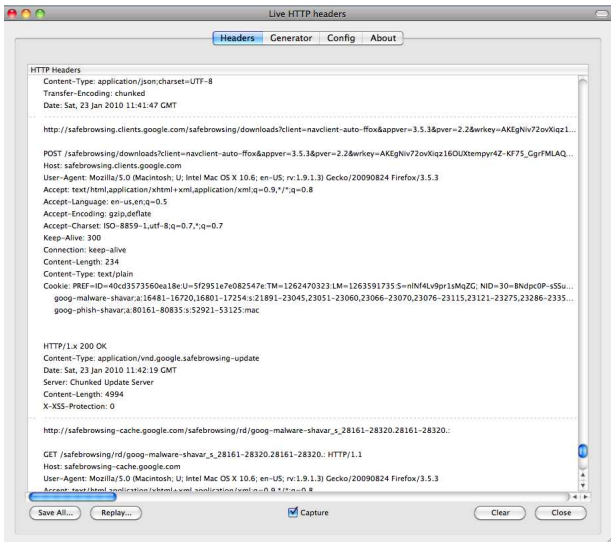 Live HTTP headers
Headers Generator Config About
HTTP Headers
Content-Type: application/json;charset=UTF-8
Transfer-Encoding: chunked
Date: Sat, 23 Jan 2010 11:41:47 GMT
http://safebrowsing.clients.google.com/safebrowsing/downloads?client=navclient-auto-ffox&appver=3.5.3&pver=2.2&wrkey=AKEgNiv72ovXiqz1...
POST /safebrowsing/downloads?client=navclient-auto-ffox&appver=3.5.3&pver=2.2&wrkey=AKEgNiv72ovXiqz16OUXtempyr4Z-KF75_GgrFMLAQ...
Host: safebrowsing.clients.google.com
User-Agent: Mozilla/5.0 (Macintosh; U; Intel Mac OS X 10.6; en-US; rv:1.9.1.3) Gecko/20090824 Firefox/3.5.3
Accept: text/html,application/xhtml+xml,application/xml;q=0.9,*/*;q=0.8
Accept-Language: en-us,en;q=0.5
Accept-Encoding: gzip,deflate
Accept-Charset: ISO-8859-1,utf-8;q=0.7,*;q=0.7
Keep-Alive: 300
Connection: keep-alive
Content-Length: 234
Content-Type: text/plain
Cookie: PREF=ID=40cd3573560ea18e:U=5f2951e7e082547e:TM=1262470323:LM=1263591735:S=nlNf4Lv9pr1sMqZG; NID=30=BNdpc0P-sSSu...
goog-malware-shavar;a:16481-16720,16801-17254:s:21891-23045,23051-23060,23066-23070,23076-23115,23121-23275,23286-2335...
goog-phish-shavar;a:80161-80835:s:52921-53125:mac
HTTP/1.x 200 OK
Content-Type: application/vnd.google.safebrowsing-update
Date: Sat, 23 Jan 2010 11:42:19 GMT
Server: Chunked Update Server
Content-Length: 4994
X-XSS-Protection: 0
http://safebrowsing-cache.google.com/safebrowsing/rd/goog-malware-shavar_s_28161-28320.28161-28320.:
GET /safebrowsing/rd/goog-malware-shavar_s_28161-28320.28161-28320.: HTTP/1.1
Host: safebrowsing-cache.google.com
User-Agent: Mozilla/5.0 (Macintosh; U; Intel Mac OS X 10.6; en-US; rv:1.9.1.3) Gecko/20090824 Firefox/3.5.3
Accept: text/html,application/xhtml+xml,application/xml;q=0.9,*/*;q=0.8
Save All... Replay... Capture Clear Close